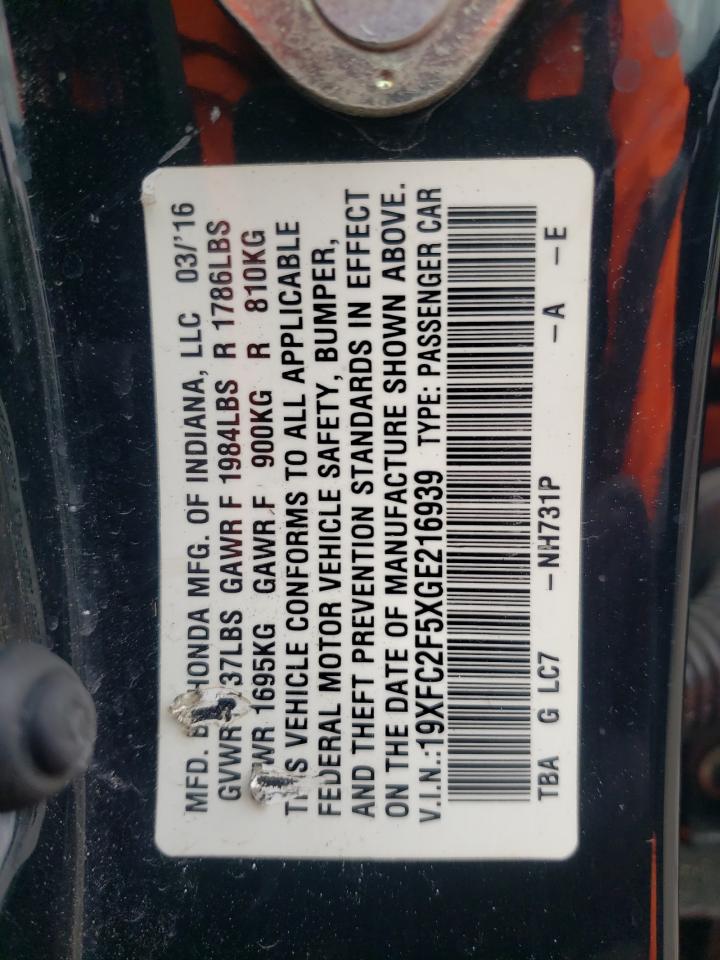 MFD. B HONDA MFG. OF INDIANA, LLC 03/'16
GVWR 37LBS GAWR F 1984LBS R 1786LBS
WR 1695KG GAWR F 900KG R 810KG
VEHICLE CONFORMS TO ALL APPLICABLE
FEDERAL MOTOR VEHICLE SAFETY, BUMPER,
AND THEFT PREVENTION STANDARDS IN EFFECT
ON THE DATE OF MANUFACTURE SHOWN ABOVE.
V.I.N.:19XFC2F5XGE216939 TYPE: PASSENGER CAR
TBA G LC7 -NH731P -A -E